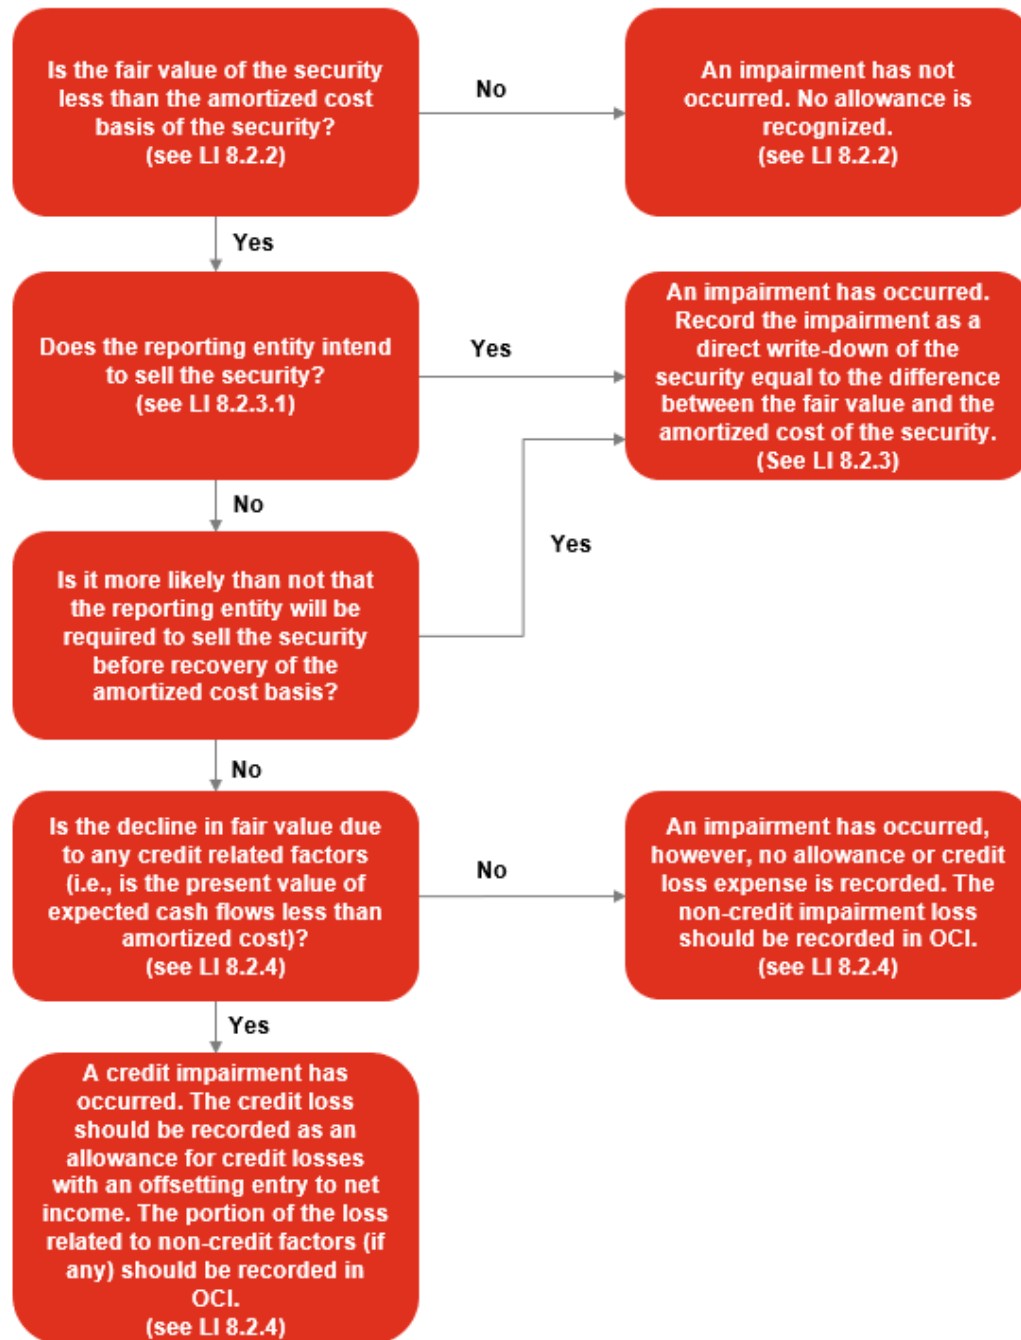 Is the fair value of the security
less than the amortized cost
basis of the security?
(see LI 8.2.2)
No
An impairment has not
occurred. No allowance is
recognized.
(see LI 8.2.2)
Yes
Does the reporting entity intend
to sell the security?
(see LI 8.2.3.1)
Yes
An impairment has occurred.
Record the impairment as a
direct write-down of the
security equal to the difference
between the fair value and the
amortized cost of the security.
(See LI 8.2.3)
No
Is it more likely than not that
the reporting entity will be
required to sell the security
before recovery of the
amortized cost basis?
Yes
No
Is the decline in fair value due
to any credit related factors
(i.e., is the present value of
expected cash flows less than
amortized cost)?
(see LI 8.2.4)
No
An impairment has occurred,
however, no allowance or credit
loss expense is recorded. The
non-credit impairment loss
should be recorded in OCI.
(see LI 8.2.4)
Yes
A credit impairment has
occurred. The credit loss
should be recorded as an
allowance for credit losses
with an offsetting entry to net
income. The portion of the loss
related to non-credit factors (if
any) should be recorded in
OCI.
(see LI 8.2.4)